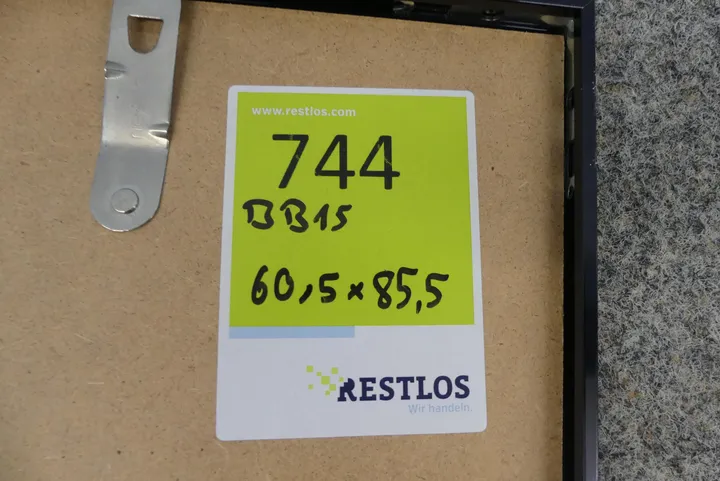 www.restlos.com
744
BB15
60,5 x 85,5
RESTLOS
Wir handeln.